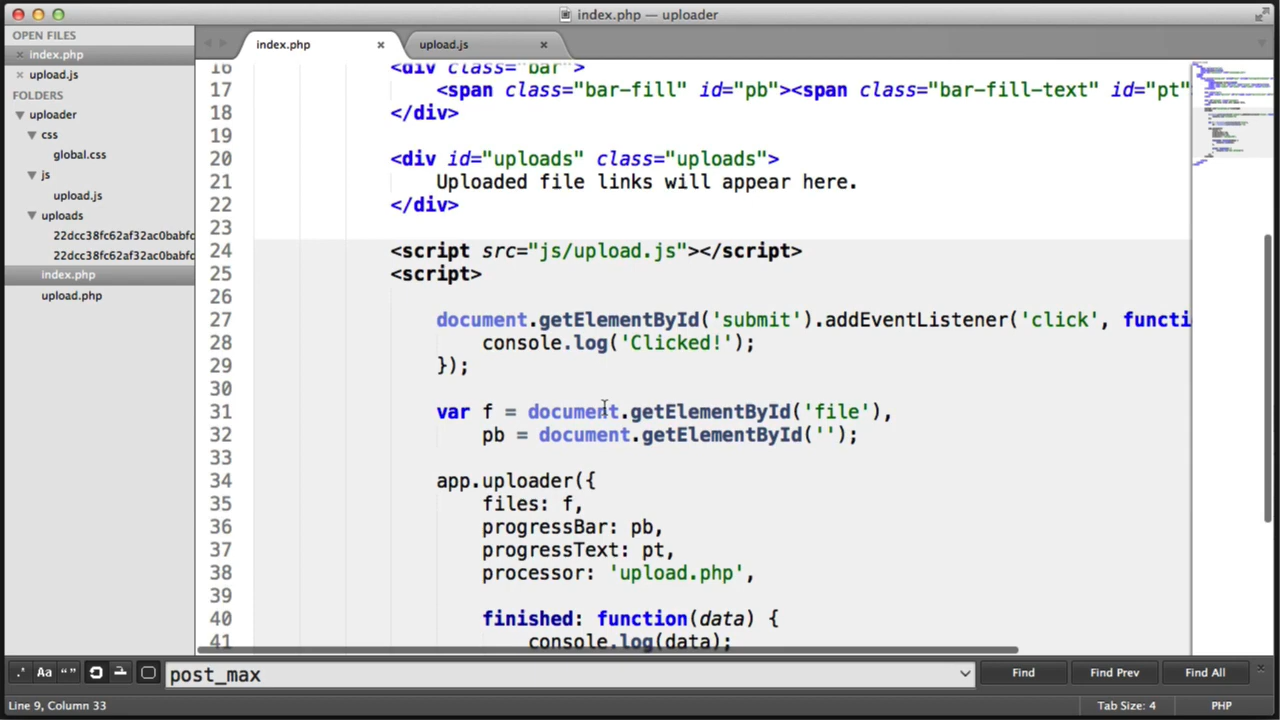 index.php — uploader
OPEN FILES
index.php
upload.js
FOLDERS
uploader
css
global.css
js
upload.js
uploads
22dcc38fc62af32ac0babfc
22dcc38fc62af32ac0babfc
index.php
upload.php
index.php
upload.js
16 <div class="bar">
17 <span class="bar-fill" id="pb"><span class="bar-fill-text" id="pt"
18 </div>
19
20 <div id="uploads" class="uploads">
21 Uploaded file links will appear here.
22 </div>
23
24 <script src="js/upload.js"></script>
25 <script>
26
27 document.getElementById('submit').addEventListener('click', functi
28 console.log('Clicked!');
29 });
30
31 var f = document.getElementById('file'),
32 pb = document.getElementById('');
33
34 app.uploader({
35 files: f,
36 progressBar: pb,
37 progressText: pt,
38 processor: 'upload.php',
39
40 finished: function(data) {
41 console.log(data);
.* Aa “” post_max Find Find Prev Find All
Line 9, Column 33 Tab Size: 4 PHP